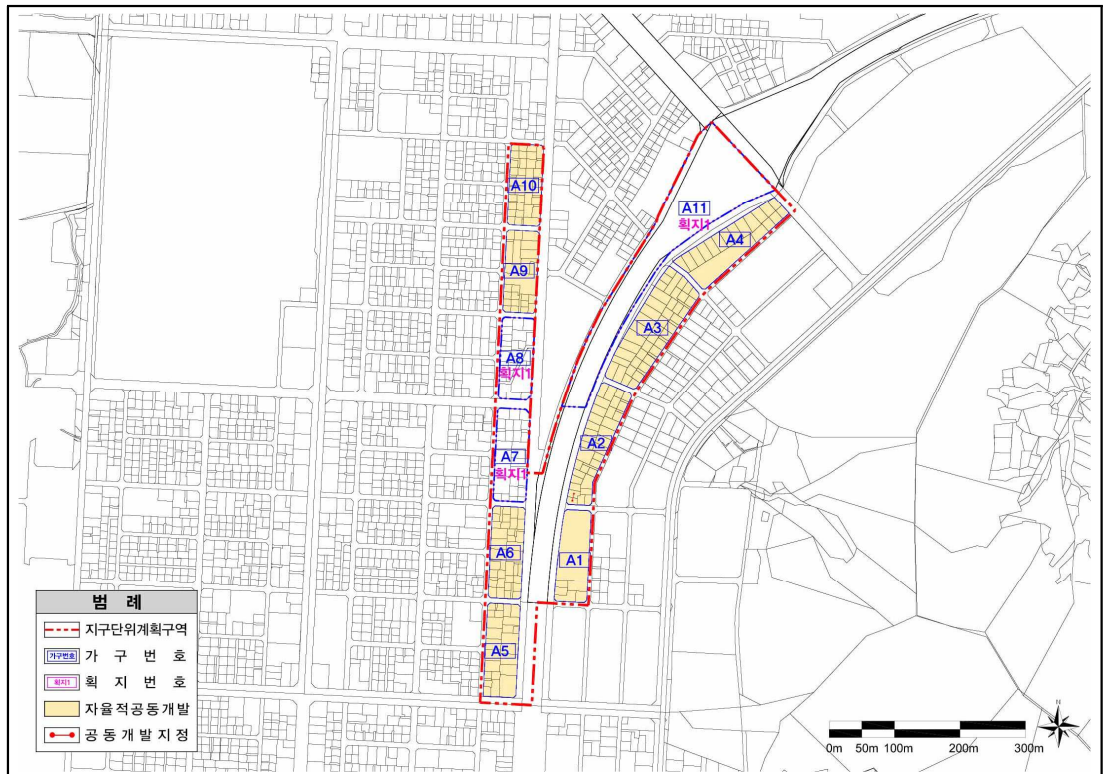 A10
A11
획지1
A4
A9
A3
A8
획지1
A2
A7
획지1
A6
A1
A5
범 례
지구단위계획구역
가구번호 가 구 번 호
획지1 획 지 번 호
자율적공동개발
공동개발지정
N
0m 50m 100m 200m 300m